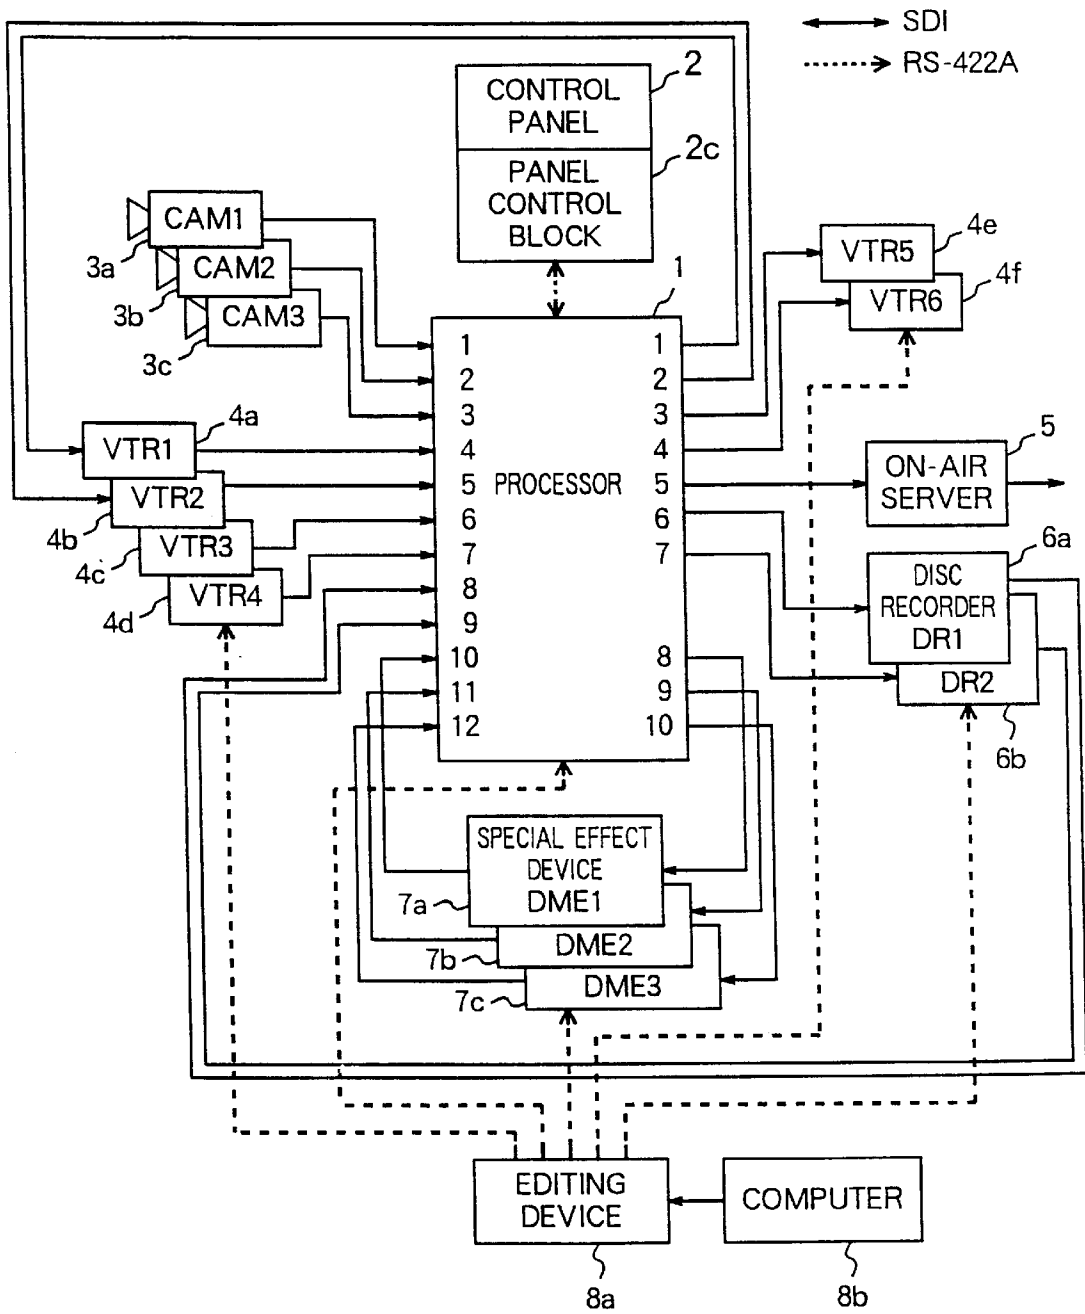 SDI
RS-422A
CONTROL
PANEL
2
PANEL
CONTROL
BLOCK
2c
CAM1
3a
CAM2
3b
CAM3
3c
VTR5
4e
VTR6
4f
1
PROCESSOR
1
2
3
4
5
6
7
8
9
10
11
12
1
2
3
4
5
6
7
8
9
10
VTR1
4a
VTR2
4b
VTR3
4c
VTR4
4d
ON-AIR
SERVER
5
DISC
RECORDER
DR1
6a
DR2
6b
SPECIAL EFFECT
DEVICE
DME1
7a
DME2
7b
DME3
7c
EDITING
DEVICE
8a
COMPUTER
8b